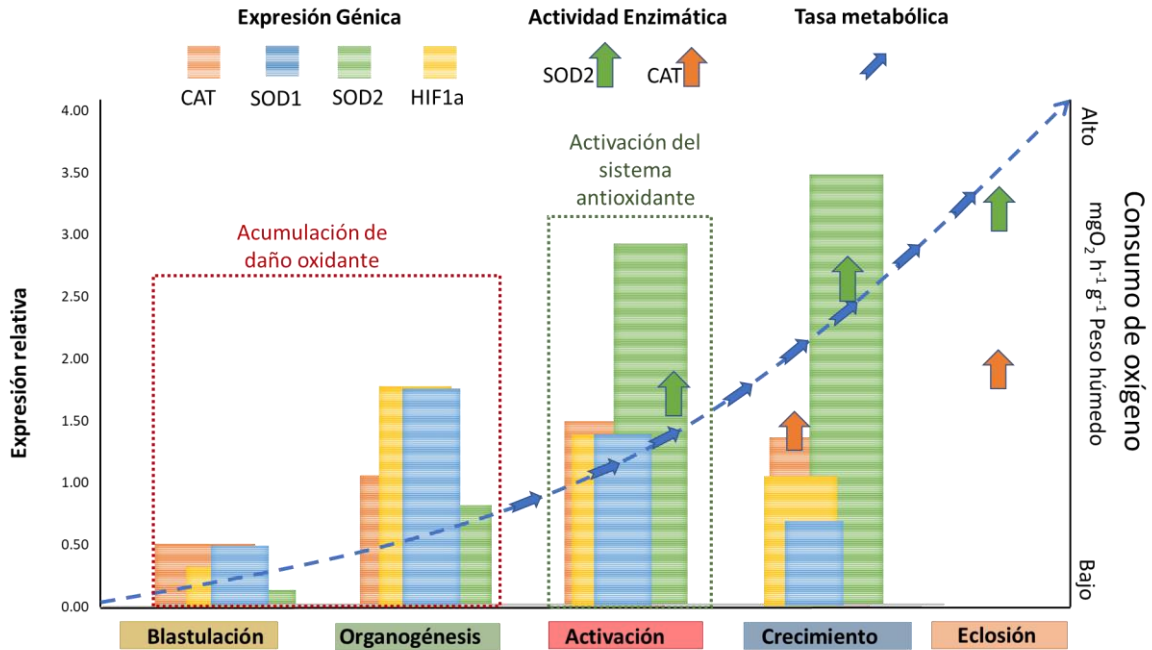 Expresión Génica
Actividad Enzimática
Tasa metabólica
SOD2
CAT
CAT
SOD1
SOD2
HIF1a
Expresión relativa
4.00
3.50
3.00
2.50
2.00
1.50
1.00
0.50
0.00
Acumulación de
daño oxidante
Activación del
sistema
antioxidante
Alto
Bajo
mgO₂ h⁻¹ g⁻¹ Peso húmedo
Consumo de oxígeno
Blastulación
Organogénesis
Activación
Crecimiento
Eclosión